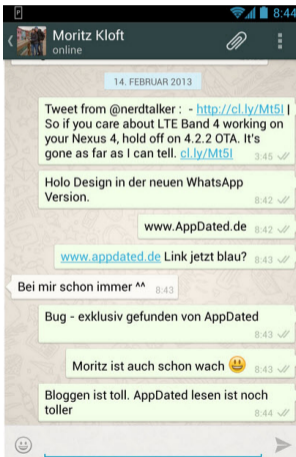 8:44
Moritz Kloft
online
14. FEBRUAR 2013
Tweet from @nerdtalker : - http://cl.ly/Mt5I |
So if you care about LTE Band 4 working on
your Nexus 4, hold off on 4.2.2 OTA. It's
gone as far as I can tell. cl.ly/Mt5I 3:45
Holo Design in der neuen WhatsApp
Version. 8:42
www.AppDated.de 8:42
www.appdated.de Link jetzt blau? 8:43
Bei mir schon immer ^^ 8:43
Bug - exklusiv gefunden von AppDated
8:43
Moritz ist auch schon wach 😃 8:43
Bloggen ist toll. AppDated lesen ist noch
toller 8:44